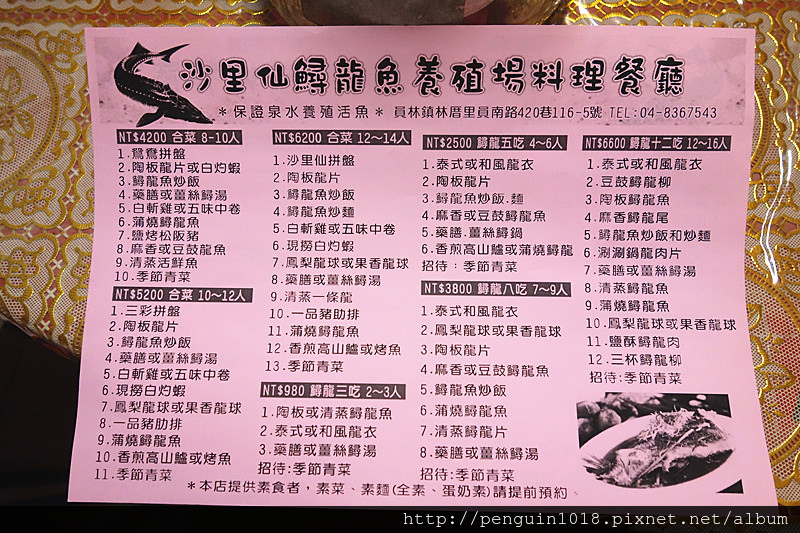 沙里仙鱘龍魚養殖場料理餐廳
＊保證泉水養殖活魚＊ 員林鎮林厝里員南路420巷116-5號 TEL:04-8367543
NT$4200 合菜 8-10人
1.鴛鴦拼盤
2.陶板龍片或白灼蝦
3.鱘龍魚炒飯
4.藥膳或薑絲鱘湯
5.白斬雞或五味中卷
6.蒲燒鱘龍魚
7.鹽烤松阪豬
8.麻香或豆鼓龍魚
9.清蒸活鮮魚
10.季節青菜
NT$5200 合菜 10~12人
1.三彩拼盤
2.陶板龍片
3.鱘龍魚炒飯
4.藥膳或薑絲鱘湯
5.白斬雞或五味中卷
6.現撈白灼蝦
7.鳳梨龍球或果香龍球
8.一品豬肋排
9.蒲燒鱘龍魚
10.香煎高山鱸或烤魚
11.季節青菜
NT$6200 合菜 12~14人
1.沙里仙拼盤
2.陶板龍片
3.鱘龍魚炒飯
4.鱘龍魚炒麵
5.白斬雞或五味中卷
6.現撈白灼蝦
7.鳳梨龍球或果香龍球
8.藥膳或薑絲鱘湯
9.清蒸一條龍
10.一品豬肋排
11.蒲燒鱘龍魚
12.香煎高山鱸或烤魚
13.季節青菜
NT$980 鱘龍三吃 2~3人
1.陶板或清蒸鱘龍魚
2.泰式或和風龍衣
3.藥膳或薑絲鱘湯
招待:季節青菜
NT$2500 鱘龍五吃 4~6人
1.泰式或和風龍衣
2.陶板龍片
3.鱘龍魚炒飯.麵
4.麻香或豆鼓鱘龍魚
5.藥膳.薑絲鱘鍋
6.香煎高山魚或蒲燒鱘龍
招待：季節青菜
NT$3800 鱘龍八吃 7~9人
1.泰式或和風龍衣
2.鳳梨龍球或果香龍球
3.陶板龍片
4.麻香或豆鼓鱘龍魚
5.鱘龍魚炒飯
6.蒲燒鱘龍魚
7.清蒸鱘龍片
8.藥膳或薑絲鱘湯
招待:季節青菜
NT$6600 鱘龍十二吃 12~16人
1.泰式或和風龍衣
2.豆鼓鱘龍柳
3.陶板鱘龍魚
4.麻香鱘龍尾
5.鱘龍魚炒飯和炒麵
6.涮涮鍋龍肉片
7.藥膳或薑絲鱘湯
8.清蒸鱘龍魚
9.蒲燒鱘龍魚
10.鳳梨龍球或果香龍球
11.鹽酥鱘龍肉
12.三杯鱘龍柳
招待:季節青菜
＊本店提供素食者，素菜、素麵(全素、蛋奶素)請提前預約。
http://penguin1018.pixnet.net/album